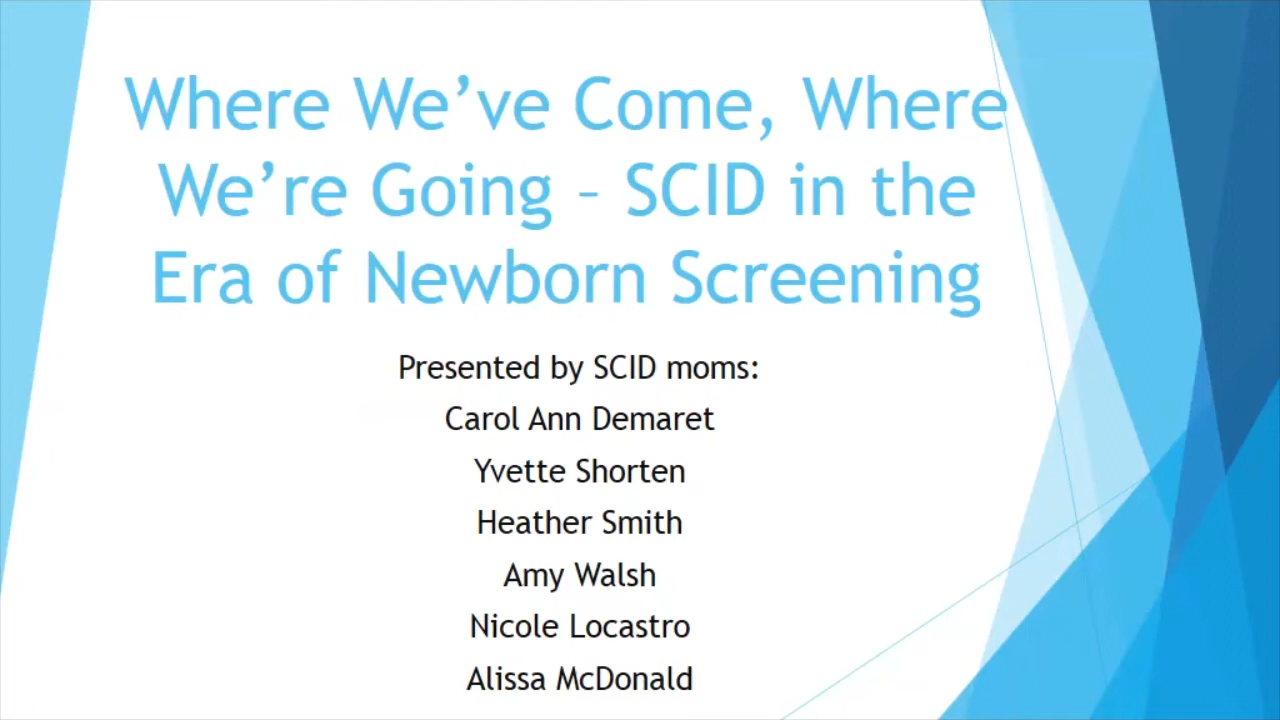 Where We’ve Come, Where
We’re Going – SCID in the
Era of Newborn Screening
Presented by SCID moms:
Carol Ann Demaret
Yvette Shorten
Heather Smith
Amy Walsh
Nicole Locastro
Alissa McDonald